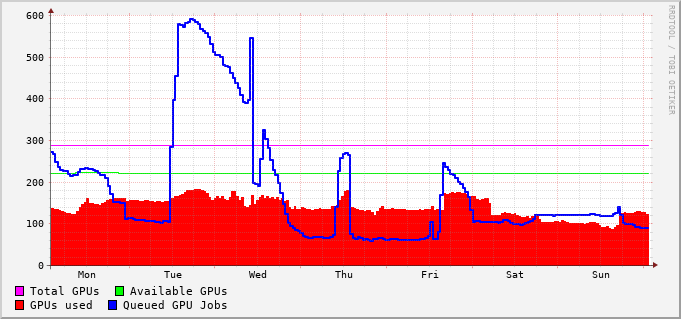 600
500
400
300
200
100
0
Mon Tue Wed Thu Fri Sat Sun
Total GPUs Available GPUs
GPUs used Queued GPU Jobs
RRDTOOL / TOBI OETIKER